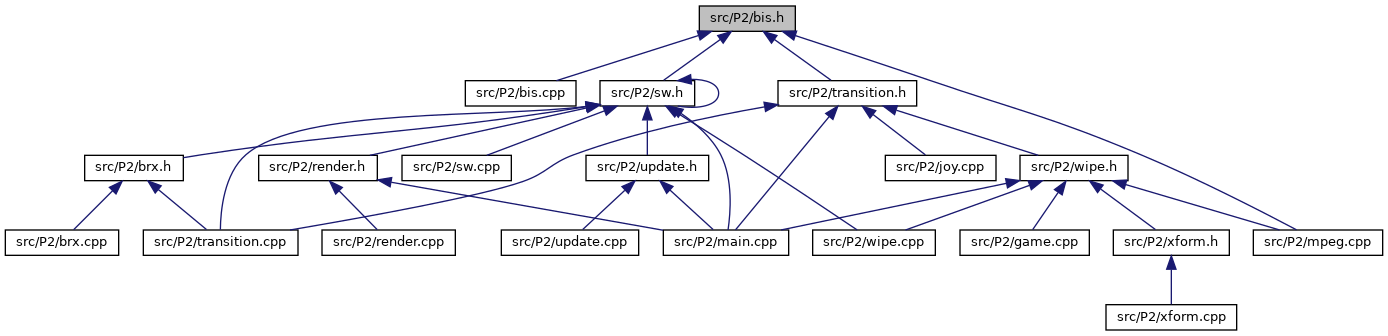 src/P2/bis.h
src/P2/bis.cpp
src/P2/sw.h
src/P2/transition.h
src/P2/brx.h
src/P2/render.h
src/P2/sw.cpp
src/P2/update.h
src/P2/joy.cpp
src/P2/wipe.h
src/P2/brx.cpp
src/P2/transition.cpp
src/P2/render.cpp
src/P2/update.cpp
src/P2/main.cpp
src/P2/wipe.cpp
src/P2/game.cpp
src/P2/xform.h
src/P2/mpeg.cpp
src/P2/xform.cpp